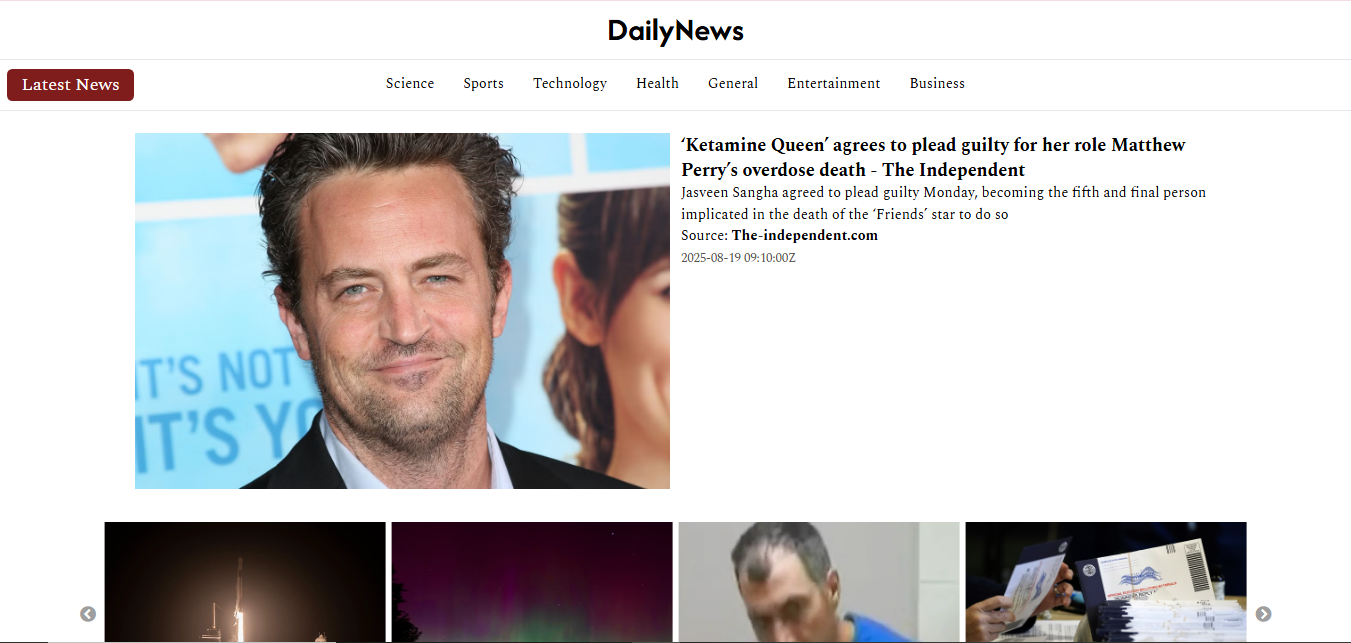 DailyNews
Latest News
Science Sports Technology Health General Entertainment Business
‘Ketamine Queen’ agrees to plead guilty for her role Matthew
Perry’s overdose death - The Independent
Jasveen Sangha agreed to plead guilty Monday, becoming the fifth and final person
implicated in the death of the ‘Friends’ star to do so
Source: The-independent.com
2025-08-19 09:10:00Z
IT’S NOT
IT’S YO